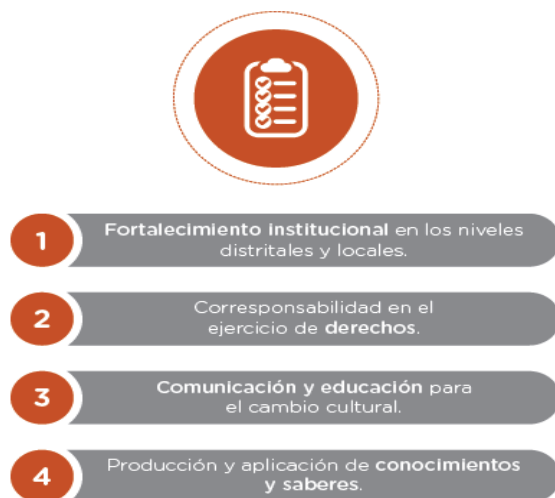 1
Fortalecimiento institucional en los niveles
distritales y locales.
2
Corresponsabilidad en el
ejercicio de derechos.
3
Comunicación y educación para
el cambio cultural.
4
Producción y aplicación de conocimientos
y saberes.